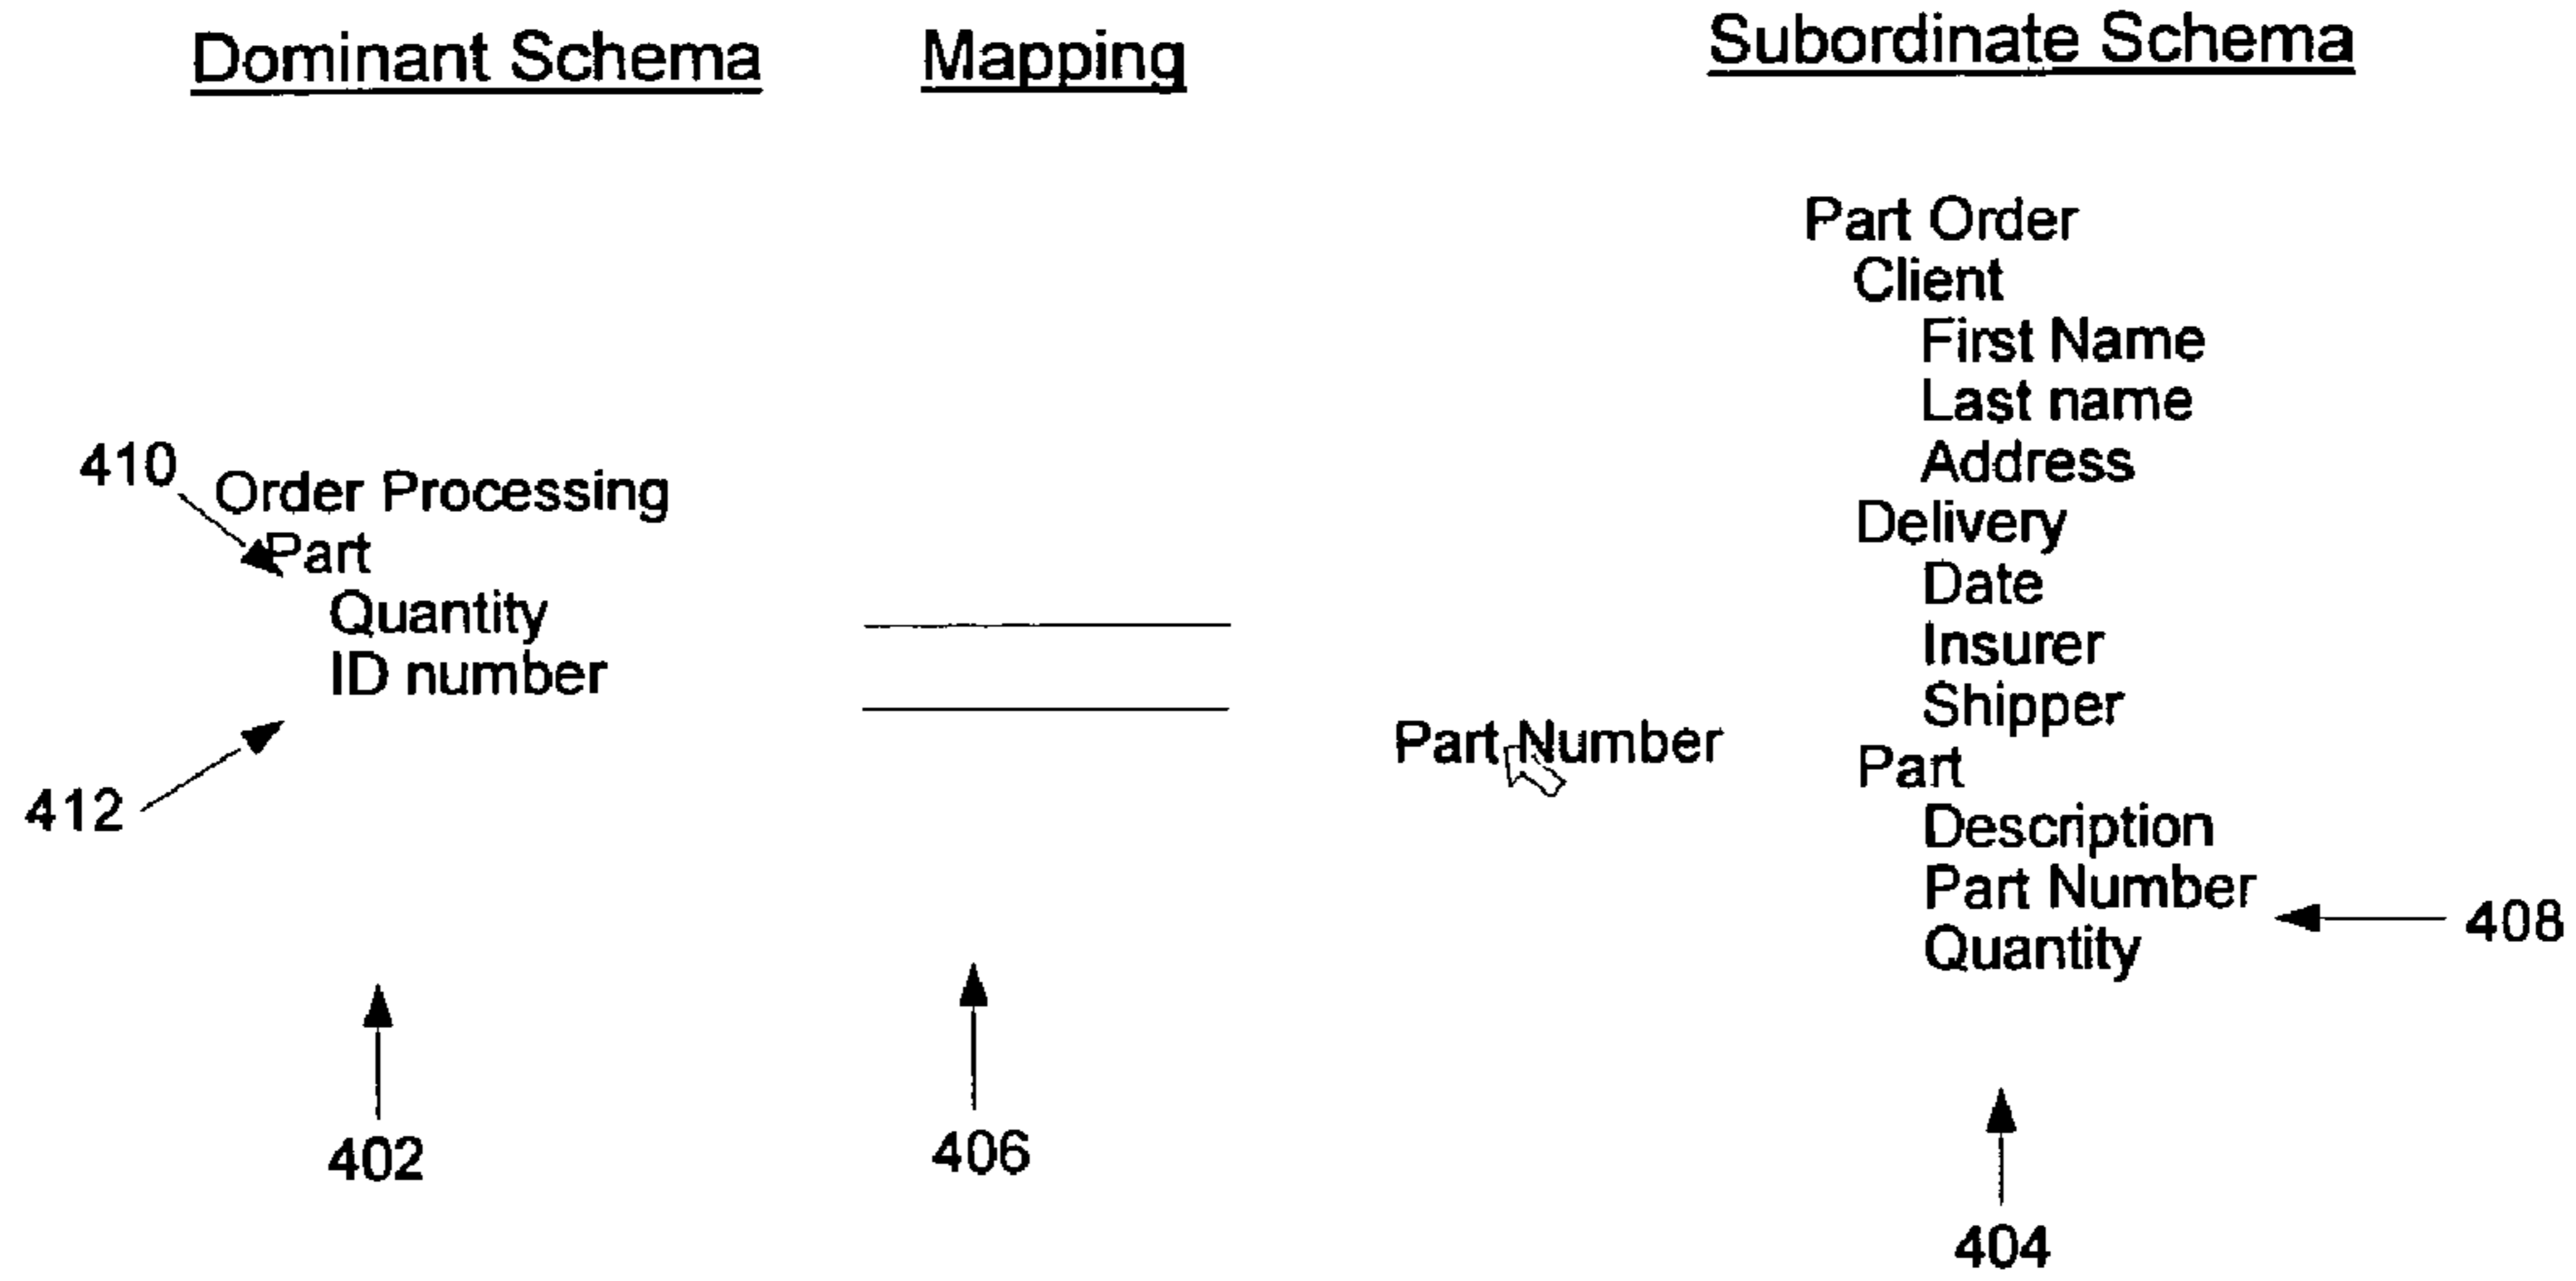 Dominant Schema
Mapping
Subordinate Schema
Part Order
Client
First Name
Last name
Address
410
Order Processing
Delivery
Part
Date
Quantity
Insurer
ID number
Shipper
Part Number
Part
412
Description
Part Number
408
Quantity
402
406
404